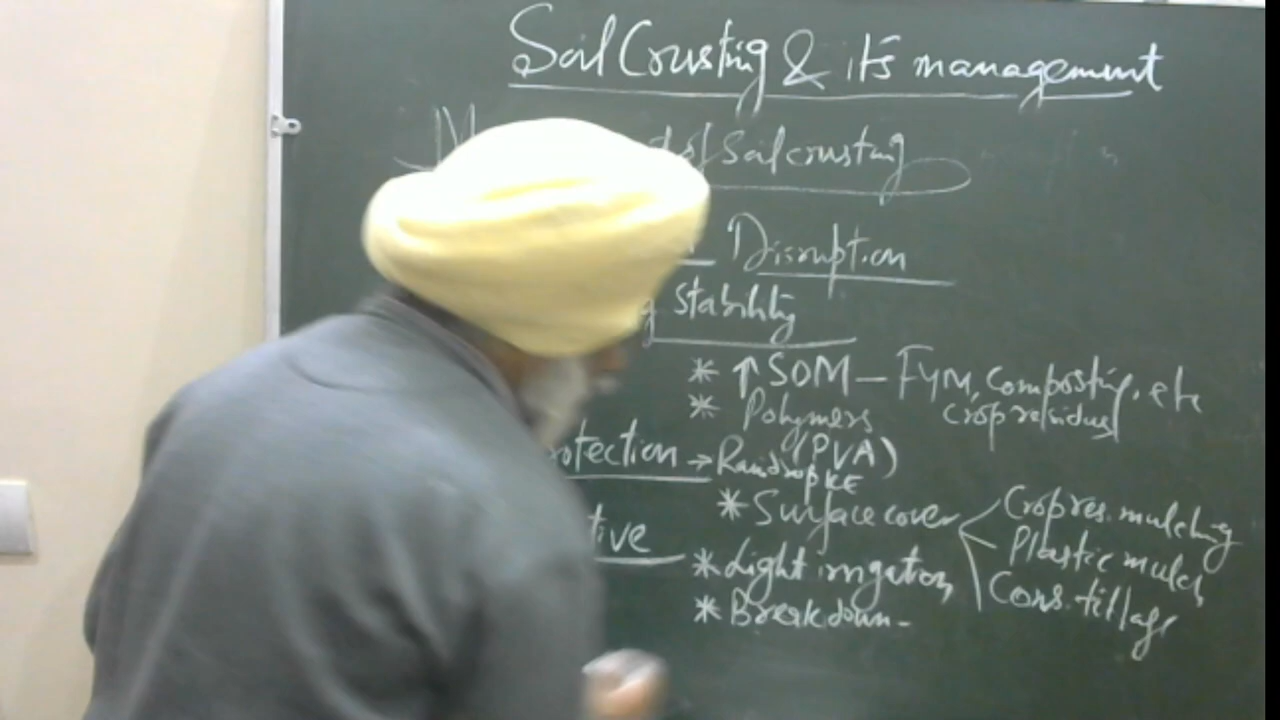 Soil Crusting & its management
of Soil crusting
Disruption
stability
* ↑ SOM – FYM, Composting, etc
* Polymers crop residues
(PVA)
otection → Raindrop KE
* Surface cover
Crop res. mulching
Plastic mulch
Cons. tillage
tive
* Light irrigation
* Breakdown -